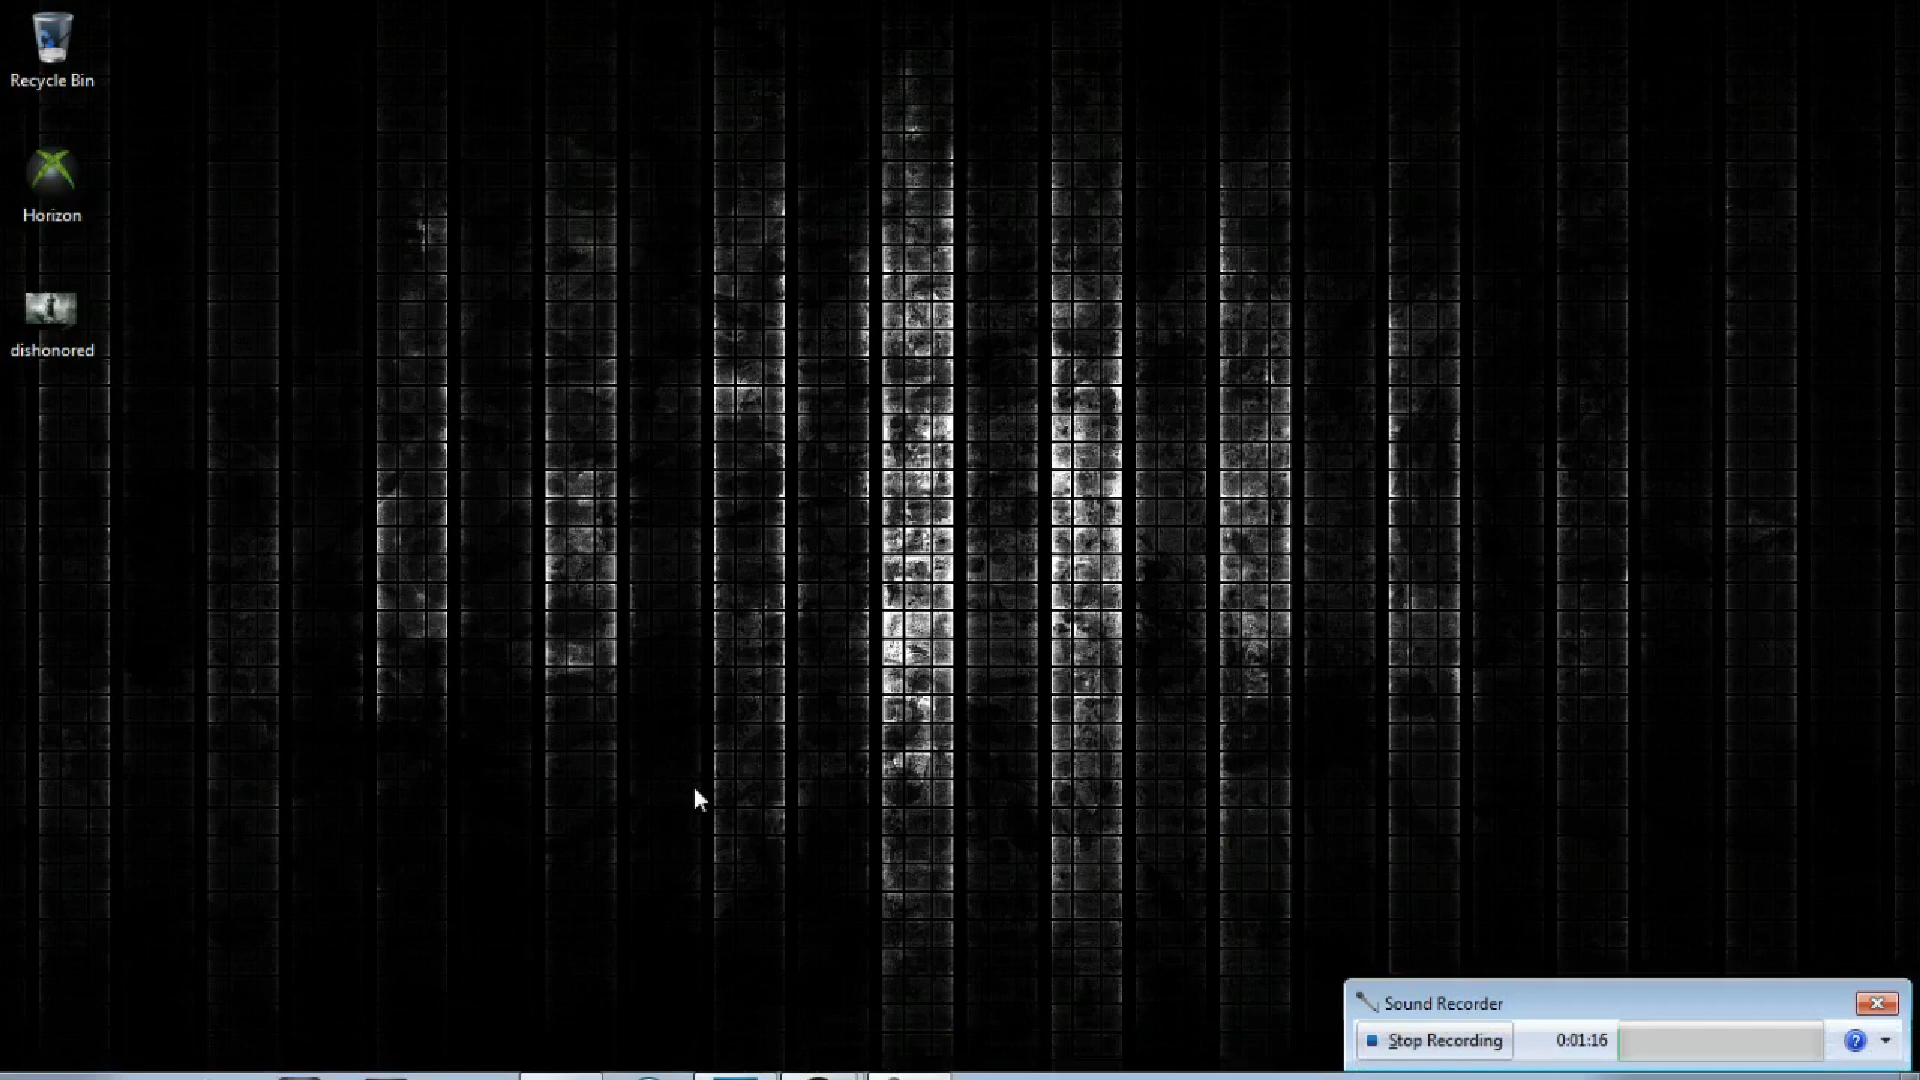 Recycle Bin
Horizon
dishonored
Sound Recorder
Stop Recording
0:01:16
?